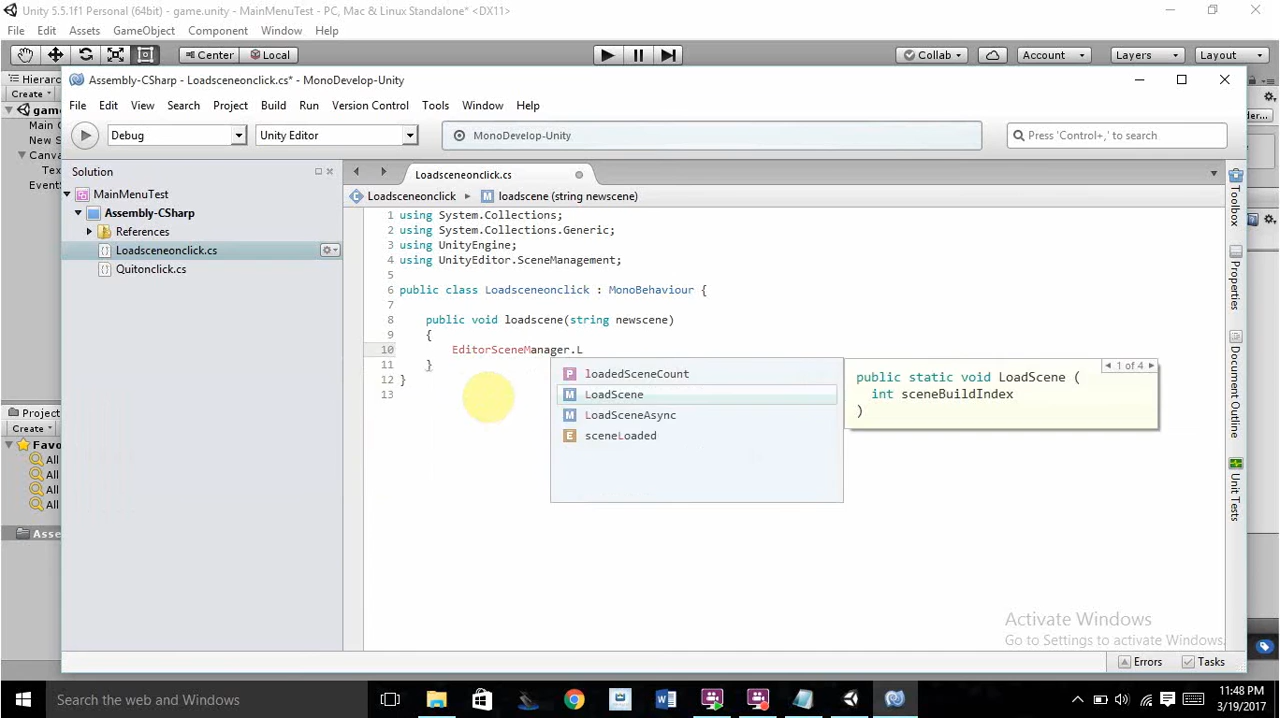 Unity 5.5.1f1 Personal (64bit) - game.unity - MainMenuTest - PC, Mac & Linux Standalone* <DX11>
File Edit Assets GameObject Component Window Help
Center Local Collab Account Layers Layout
Hierarc
Create
Assembly-CSharp - Loadsceneonclick.cs* - MonoDevelop-Unity
File Edit View Search Project Build Run Version Control Tools Window Help
Debug Unity Editor MonoDevelop-Unity Press 'Control+,' to search
gam
Main C
New S
Canva
Tex
EventS
Solution
MainMenuTest
Assembly-CSharp
References
Loadsceneonclick.cs
Quitonclick.cs
Loadsceneonclick.cs
Loadsceneonclick loadscene (string newscene)
1 using System.Collections;
2 using System.Collections.Generic;
3 using UnityEngine;
4 using UnityEditor.SceneManagement;
5
6 public class Loadsceneonclick : MonoBehaviour {
7
8 public void loadscene(string newscene)
9 {
10 EditorSceneManager.L
11 }
12 }
13
loadedSceneCount
LoadScene
LoadSceneAsync
sceneLoaded
1 of 4
public static void LoadScene (
int sceneBuildIndex
)
Toolbox
Properties
Document Outline
Unit Tests
der...
Project
Create
Favo
All
All
All
All
Asse
Activate Windows
Go to Settings to activate Windows.
Errors Tasks
Search the web and Windows
11:48 PM
3/19/2017